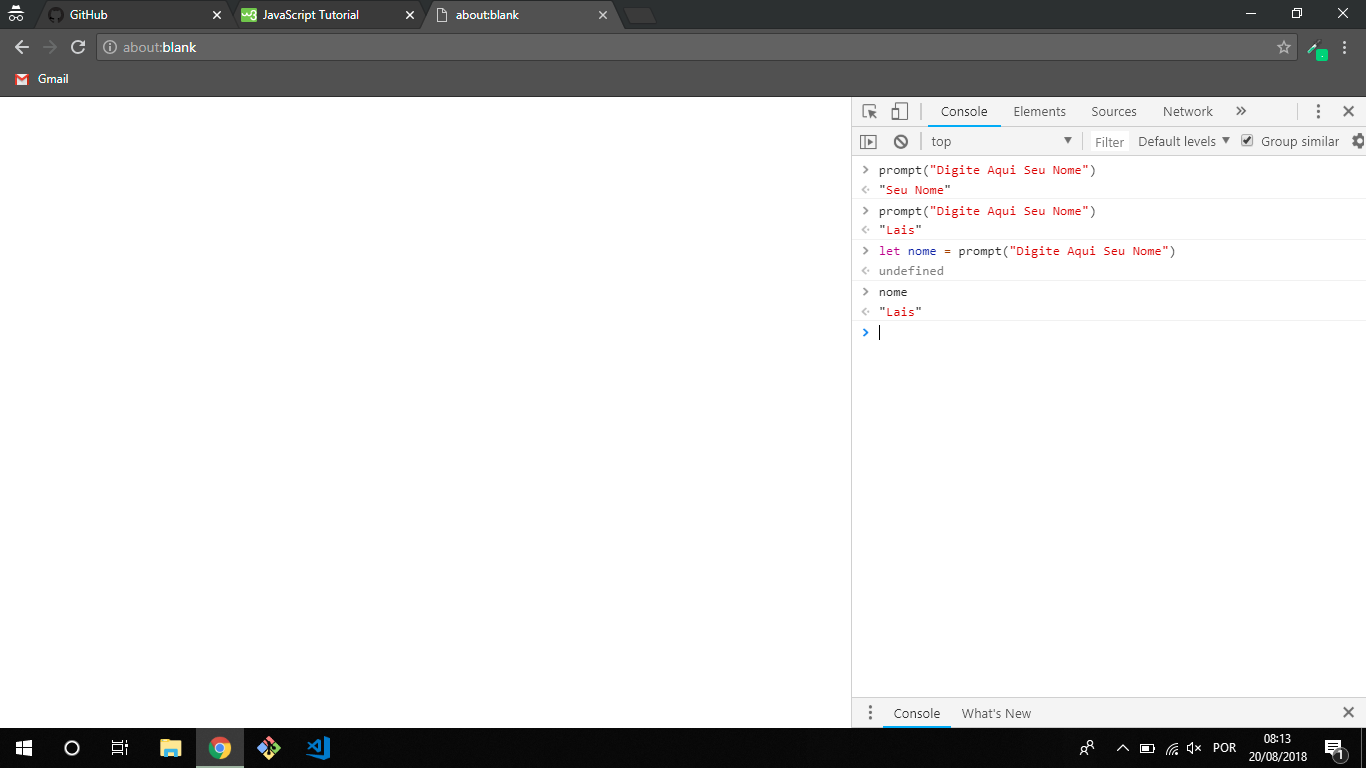 GitHub
JavaScript Tutorial
about:blank
about:blank
Gmail
Console Elements Sources Network
top Filter Default levels Group similar
prompt("Digite Aqui Seu Nome")
"Seu Nome"
prompt("Digite Aqui Seu Nome")
"Lais"
let nome = prompt("Digite Aqui Seu Nome")
undefined
nome
"Lais"
Console What's New
POR
08:13
20/08/2018
1